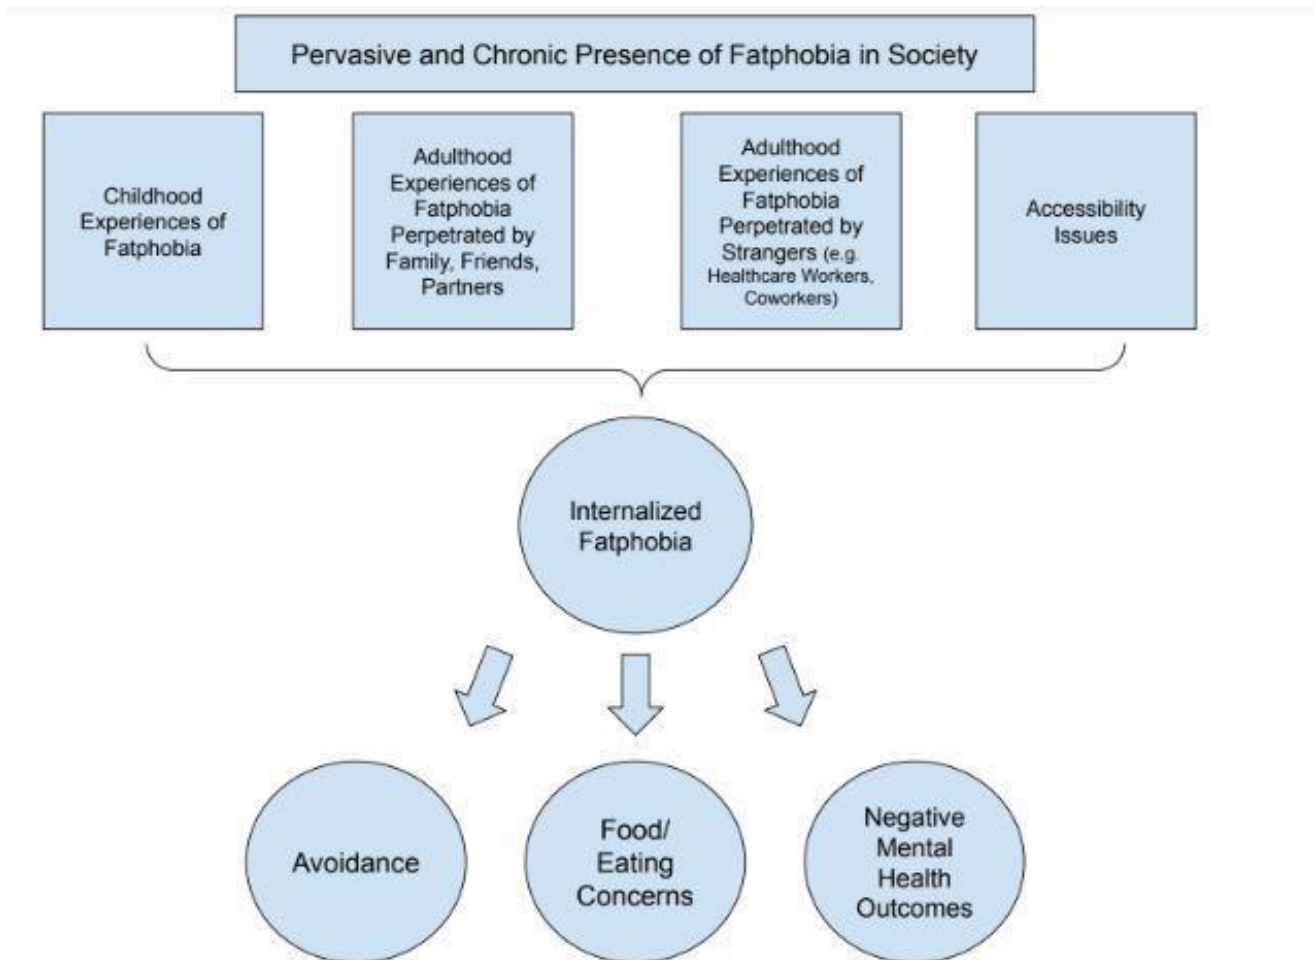 Pervasive and Chronic Presence of Fatphobia in Society
Childhood
Experiences of
Fatphobia
Adulthood
Experiences of
Fatphobia
Perpetrated by
Family, Friends,
Partners
Adulthood
Experiences of
Fatphobia
Perpetrated by
Strangers (e.g.
Healthcare Workers,
Coworkers)
Accessibility
Issues
Internalized
Fatphobia
Avoidance
Food/
Eating
Concerns
Negative
Mental
Health
Outcomes